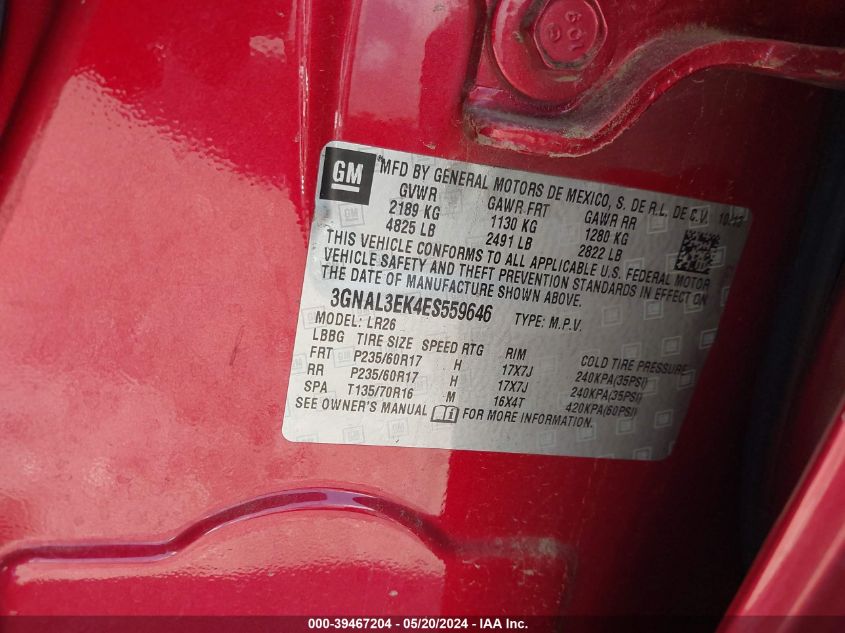 109
GM MFD BY GENERAL MOTORS DE MEXICO, S. DE R.L. DE C.V. 10/13
GVWR GAWR FRT GAWR RR
2189 KG 1130 KG 1280 KG
4825 LB 2491 LB 2822 LB
THIS VEHICLE CONFORMS TO ALL APPLICABLE U.S. FEDERAL MOTOR
VEHICLE SAFETY AND THEFT PREVENTION STANDARDS IN EFFECT ON
THE DATE OF MANUFACTURE SHOWN ABOVE.
3GNAL3EK4ES559646 TYPE: M.P.V.
MODEL: LR26
LBBG TIRE SIZE SPEED RTG RIM COLD TIRE PRESSURE
FRT P235/60R17 H 17X7J 240KPA(35PSI)
RR P235/60R17 H 17X7J 240KPA(35PSI)
SPA T135/70R16 M 16X4T 420KPA(60PSI)
SEE OWNER'S MANUAL FOR MORE INFORMATION
000-39467204 - 05/20/2024 - IAA Inc.